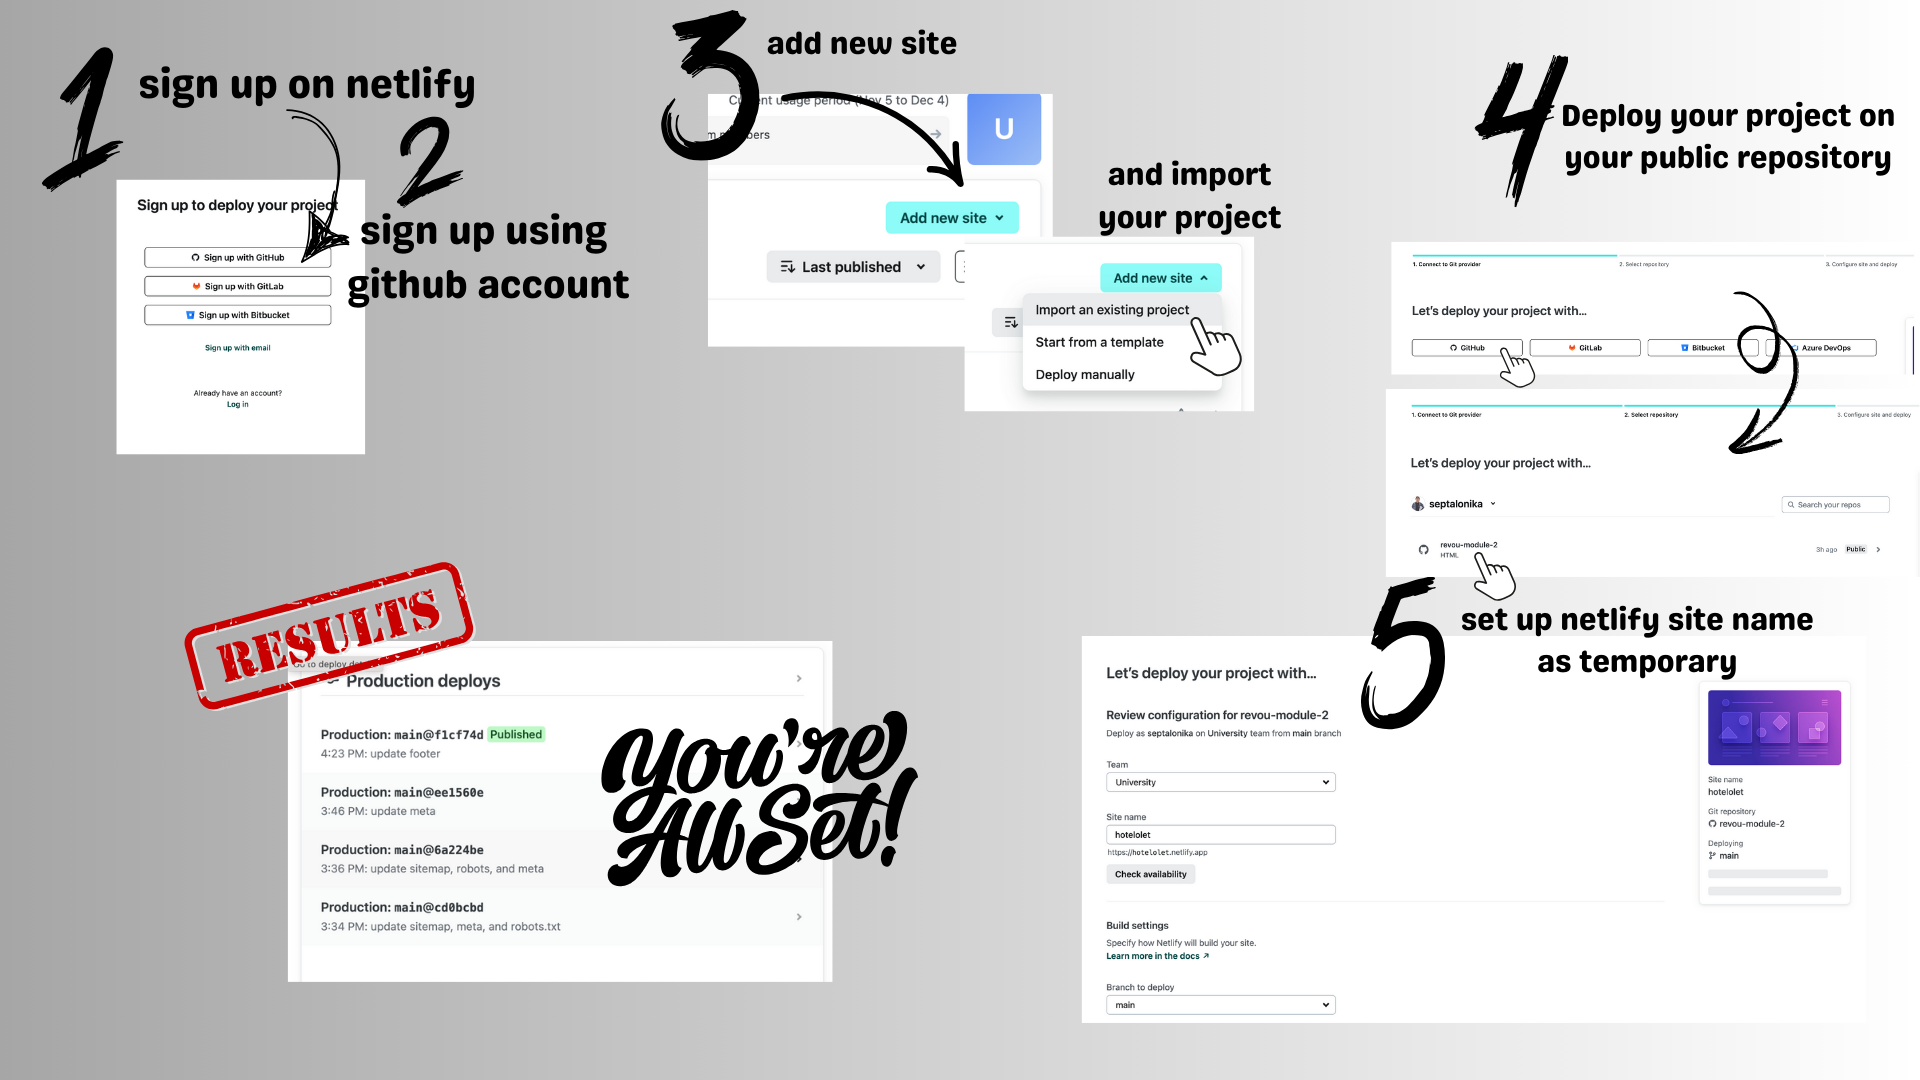 1
sign up on netlify
2
sign up using
github account
Sign up to deploy your project
Sign up with GitHub
Sign up with GitLab
Sign up with Bitbucket
Sign up with email
Already have an account?
Log in
3
add new site
Current usage period (Nov 5 to Dec 4)
U
Add new site
Last published
and import
your project
Add new site
Import an existing project
Start from a template
Deploy manually
4
Deploy your project on
your public repository
1. Connect to Git provider
2. Select repository
3. Configure site and deploy
Let's deploy your project with...
GitHub
GitLab
Bitbucket
Azure DevOps
1. Connect to Git provider
2. Select repository
3. Configure site and deploy
Let's deploy your project with...
septalonika
Search your repos
revou-module-2
HTML
3h ago
Public
5
set up netlify site name
as temporary
Let's deploy your project with...
Review configuration for revou-module-2
Deploy as septalonika on University team from main branch
Team
University
Site name
hotelolet
https://hotelolet.netlify.app
Check availability
Build settings
Specify how Netlify will build your site.
Learn more in the docs
Branch to deploy
main
Site name
hotelolet
Git repository
revou-module-2
Deploying
main
RESULTS
Go to deploy
Production deploys
Production: main@f1cf74d Published
4:23 PM: update footer
Production: main@ee1560e
3:46 PM: update meta
Production: main@6a224be
3:36 PM: update sitemap, robots, and meta
Production: main@cd0bcbd
3:34 PM: update sitemap, meta, and robots.txt
You're
All Set!